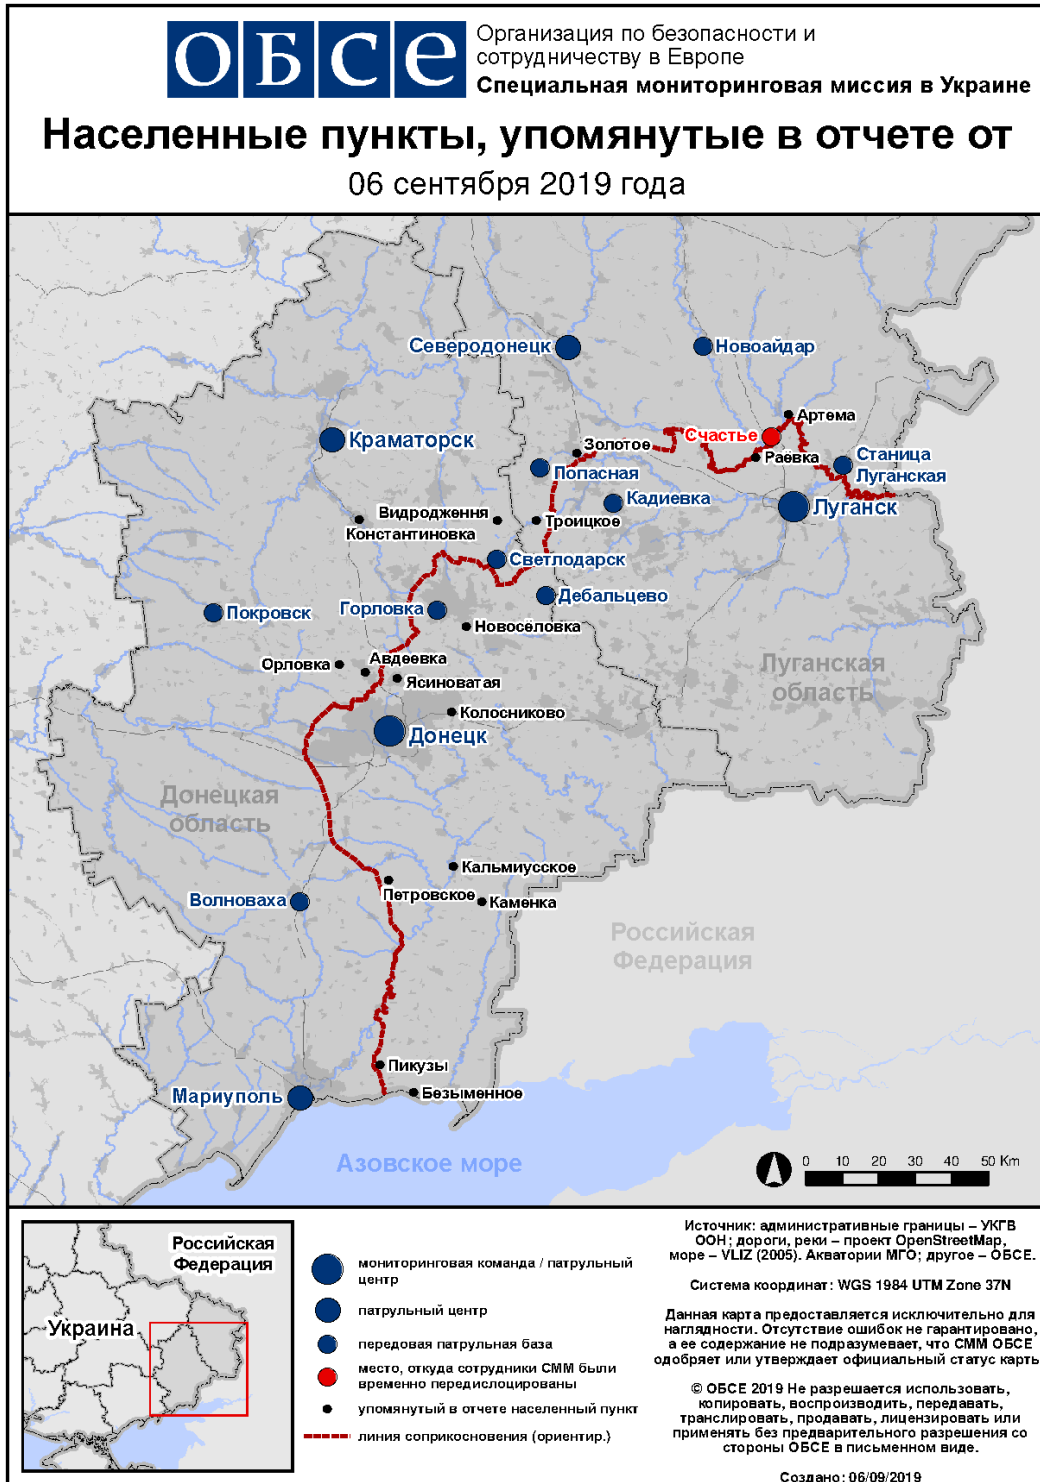 ОБСЕ
Организация по безопасности и
сотрудничеству в Европе
Специальная мониторинговая миссия в Украине
Населенные пункты, упомянутые в отчете от
06 сентября 2019 года
Северодонецк
Новоайдар
Артема
Краматорск
Счастье
Золотое
Раевка
Станица
Луганская
Попасная
Кадиевка
Луганск
Видродження
Троицкое
Константиновка
Светлодарск
Дебальцево
Покровск
Горловка
Новоселовка
Авдеевка
Орловка
Луганская
область
Ясиноватая
Колосниково
Донецк
Донецкая
область
Кальмиусское
Петровское
Волноваха
Каменка
Российская
Федерация
Пикузы
Мариуполь
Безыменное
Азовское море
0 10 20 30 40 50 Km
Российская
Федерация
Украина
мониторинговая команда / патрульный
центр
патрульный центр
передовая патрульная база
место, откуда сотрудники СММ были
временно передислоцированы
упомянутый в отчете населенный пункт
линия соприкосновения (ориентир.)
Источник: административные границы – УКГВ
ООН; дороги, реки – проект OpenStreetMap,
море – VLIZ (2005). Акватории МГО; другое – ОБСЕ.
Система координат: WGS 1984 UTM Zone 37N
Данная карта предоставляется исключительно для
наглядности. Отсутствие ошибок не гарантировано,
а ее содержание не подразумевает, что СММ ОБСЕ
одобряет или утверждает официальный статус карты
© ОБСЕ 2019 Не разрешается использовать,
копировать, воспроизводить, передавать,
транслировать, продавать, лицензировать или
применять без предварительного разрешения со
стороны ОБСЕ в письменном виде.
Создано: 06/09/2019